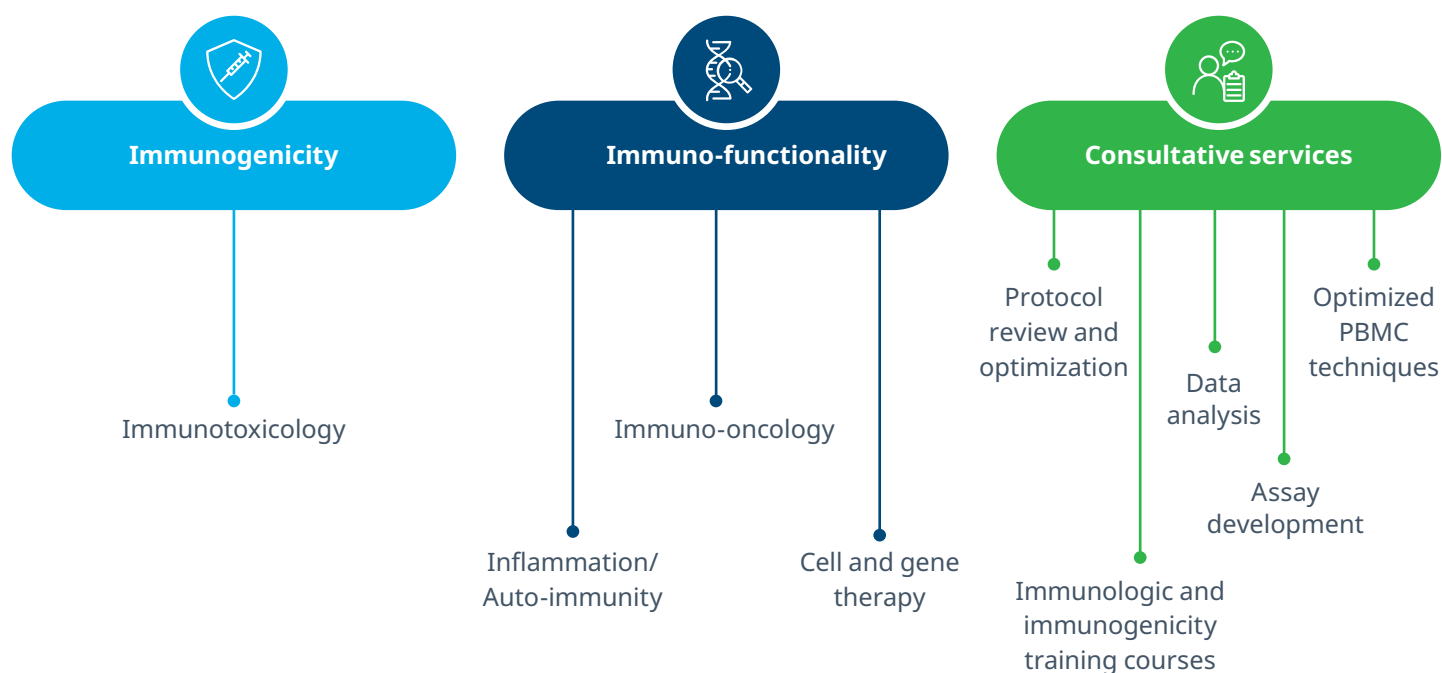 Immunogenicity
Immunotoxicology
Immuno-functionality
Inflammation/
Auto-immunity
Immuno-oncology
Cell and gene
therapy
Consultative services
Protocol
review and
optimization
Immunologic and
immunogenicity
training courses
Data
analysis
Assay
development
Optimized
PBMC
techniques